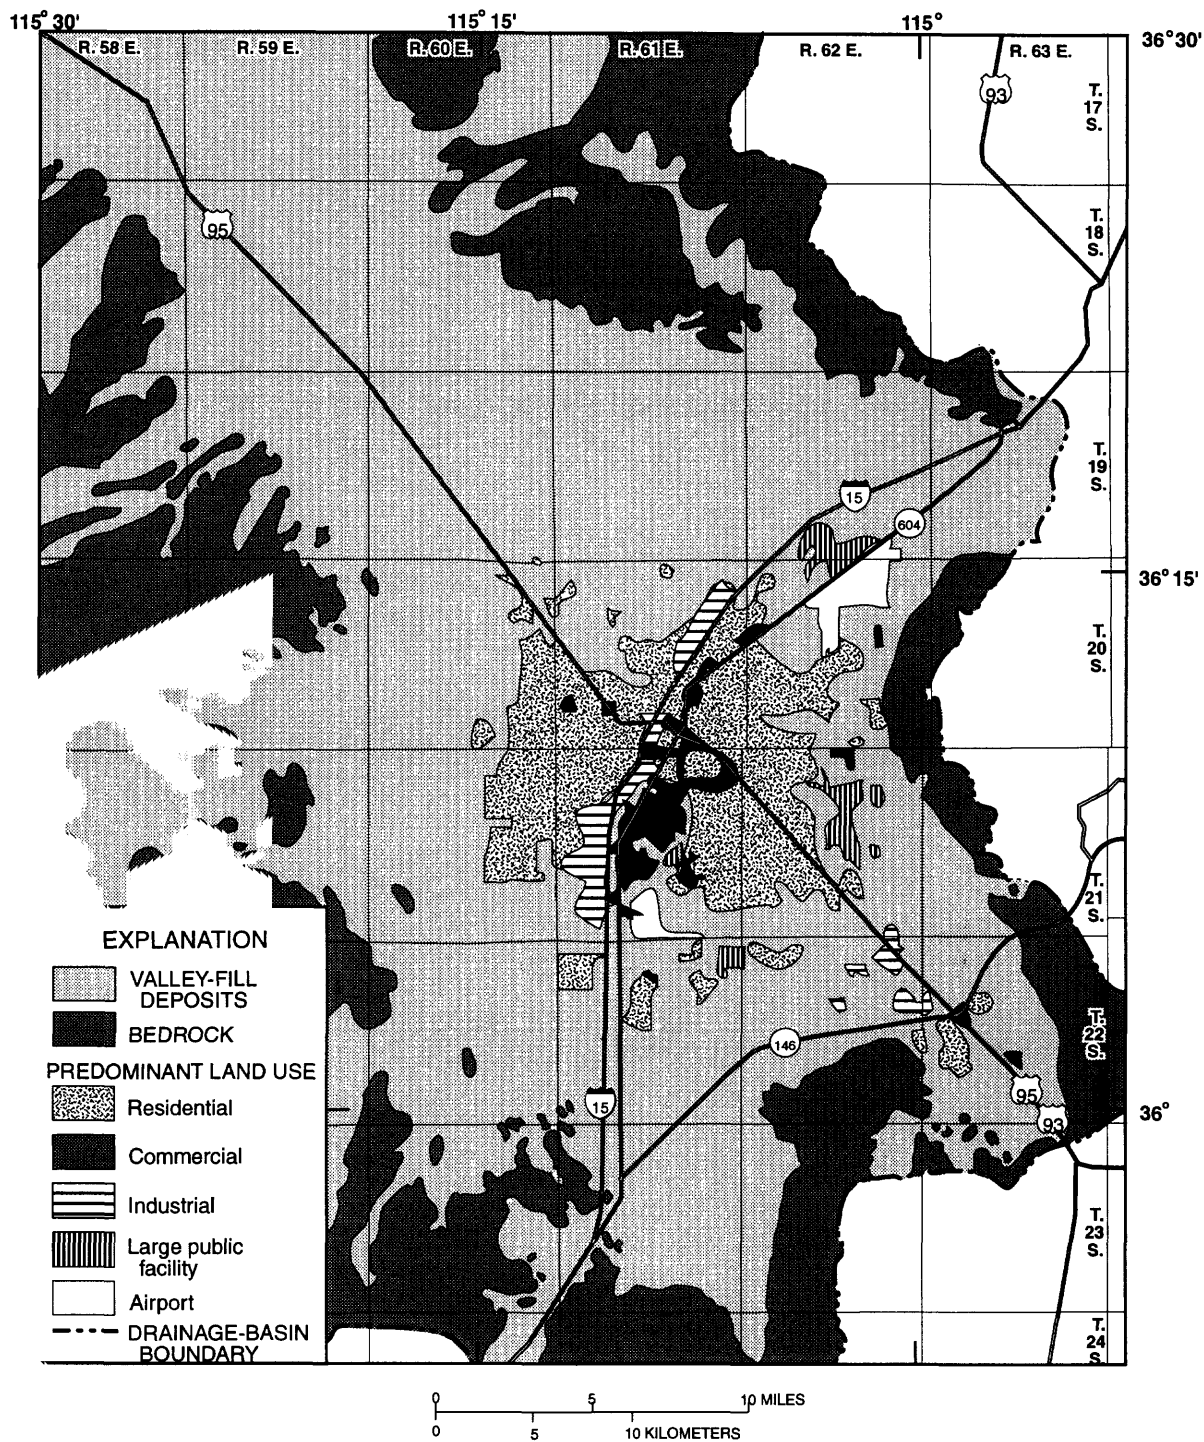 115° 30'
115° 15'
115°
36° 30'
R. 58 E.
R. 59 E.
R. 60 E.
R. 61 E.
R. 62 E.
R. 63 E.
93
T.
17
S.
95
T.
18
S.
15
604
T.
19
S.
36° 15'
T.
20
S.
T.
21
S.
EXPLANATION
VALLEY-FILL
DEPOSITS
BEDROCK
PREDOMINANT LAND USE
Residential
Commercial
Industrial
Large public
facility
Airport
DRAINAGE-BASIN
BOUNDARY
146
T.
22
S.
15
95
93
36°
T.
23
S.
T.
24
S.
0
5
10 MILES
0
5
10 KILOMETERS